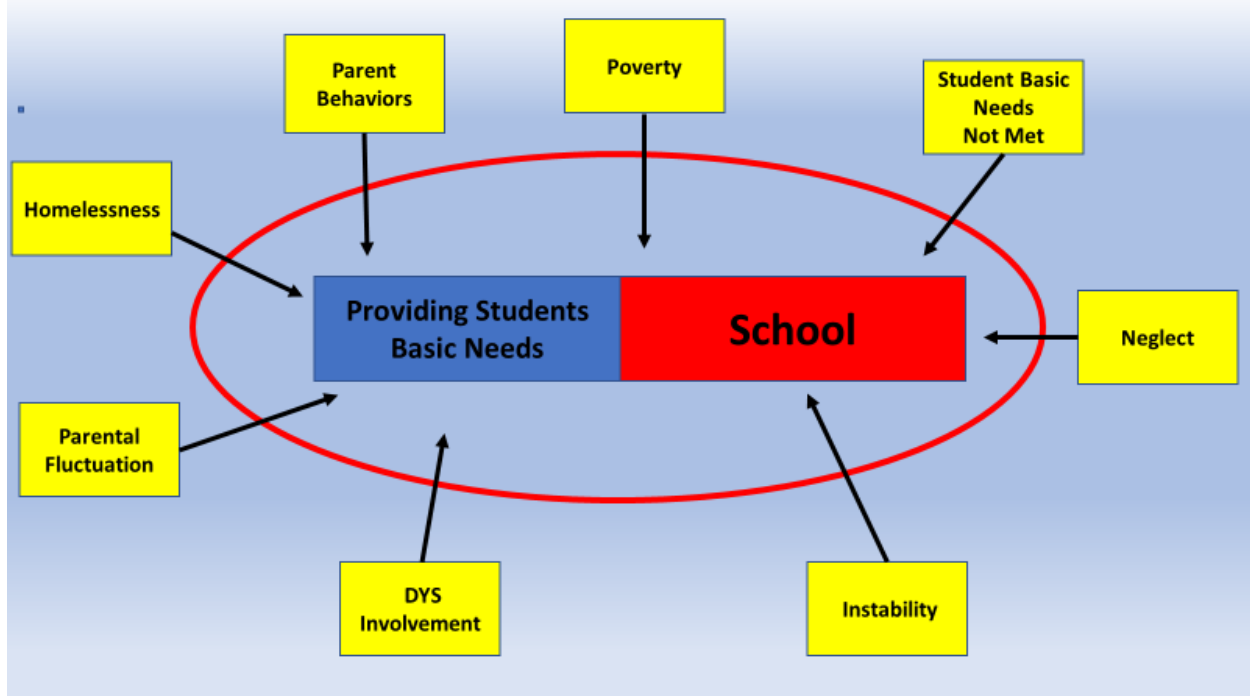 Parent
Behaviors
Poverty
Student Basic
Needs
Not Met
Homelessness
Providing Students
Basic Needs
School
Neglect
Parental
Fluctuation
DYS
Involvement
Instability